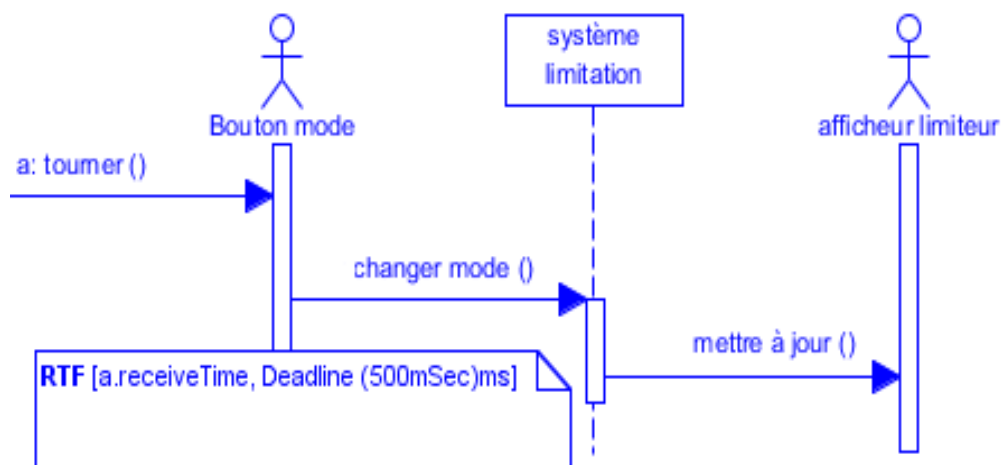 système
limitation
Bouton mode
afficheur limiteur
a: tourner ()
changer mode ()
mettre à jour ()
RTF [a.receiveTime, Deadline (500mSec)ms]